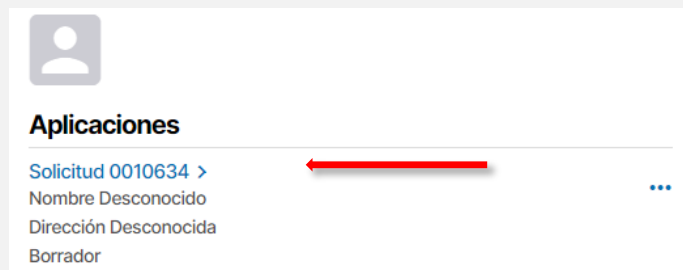 Aplicaciones
Solicitud 0010634 >
Nombre Desconocido
Dirección Desconocida
Borrador